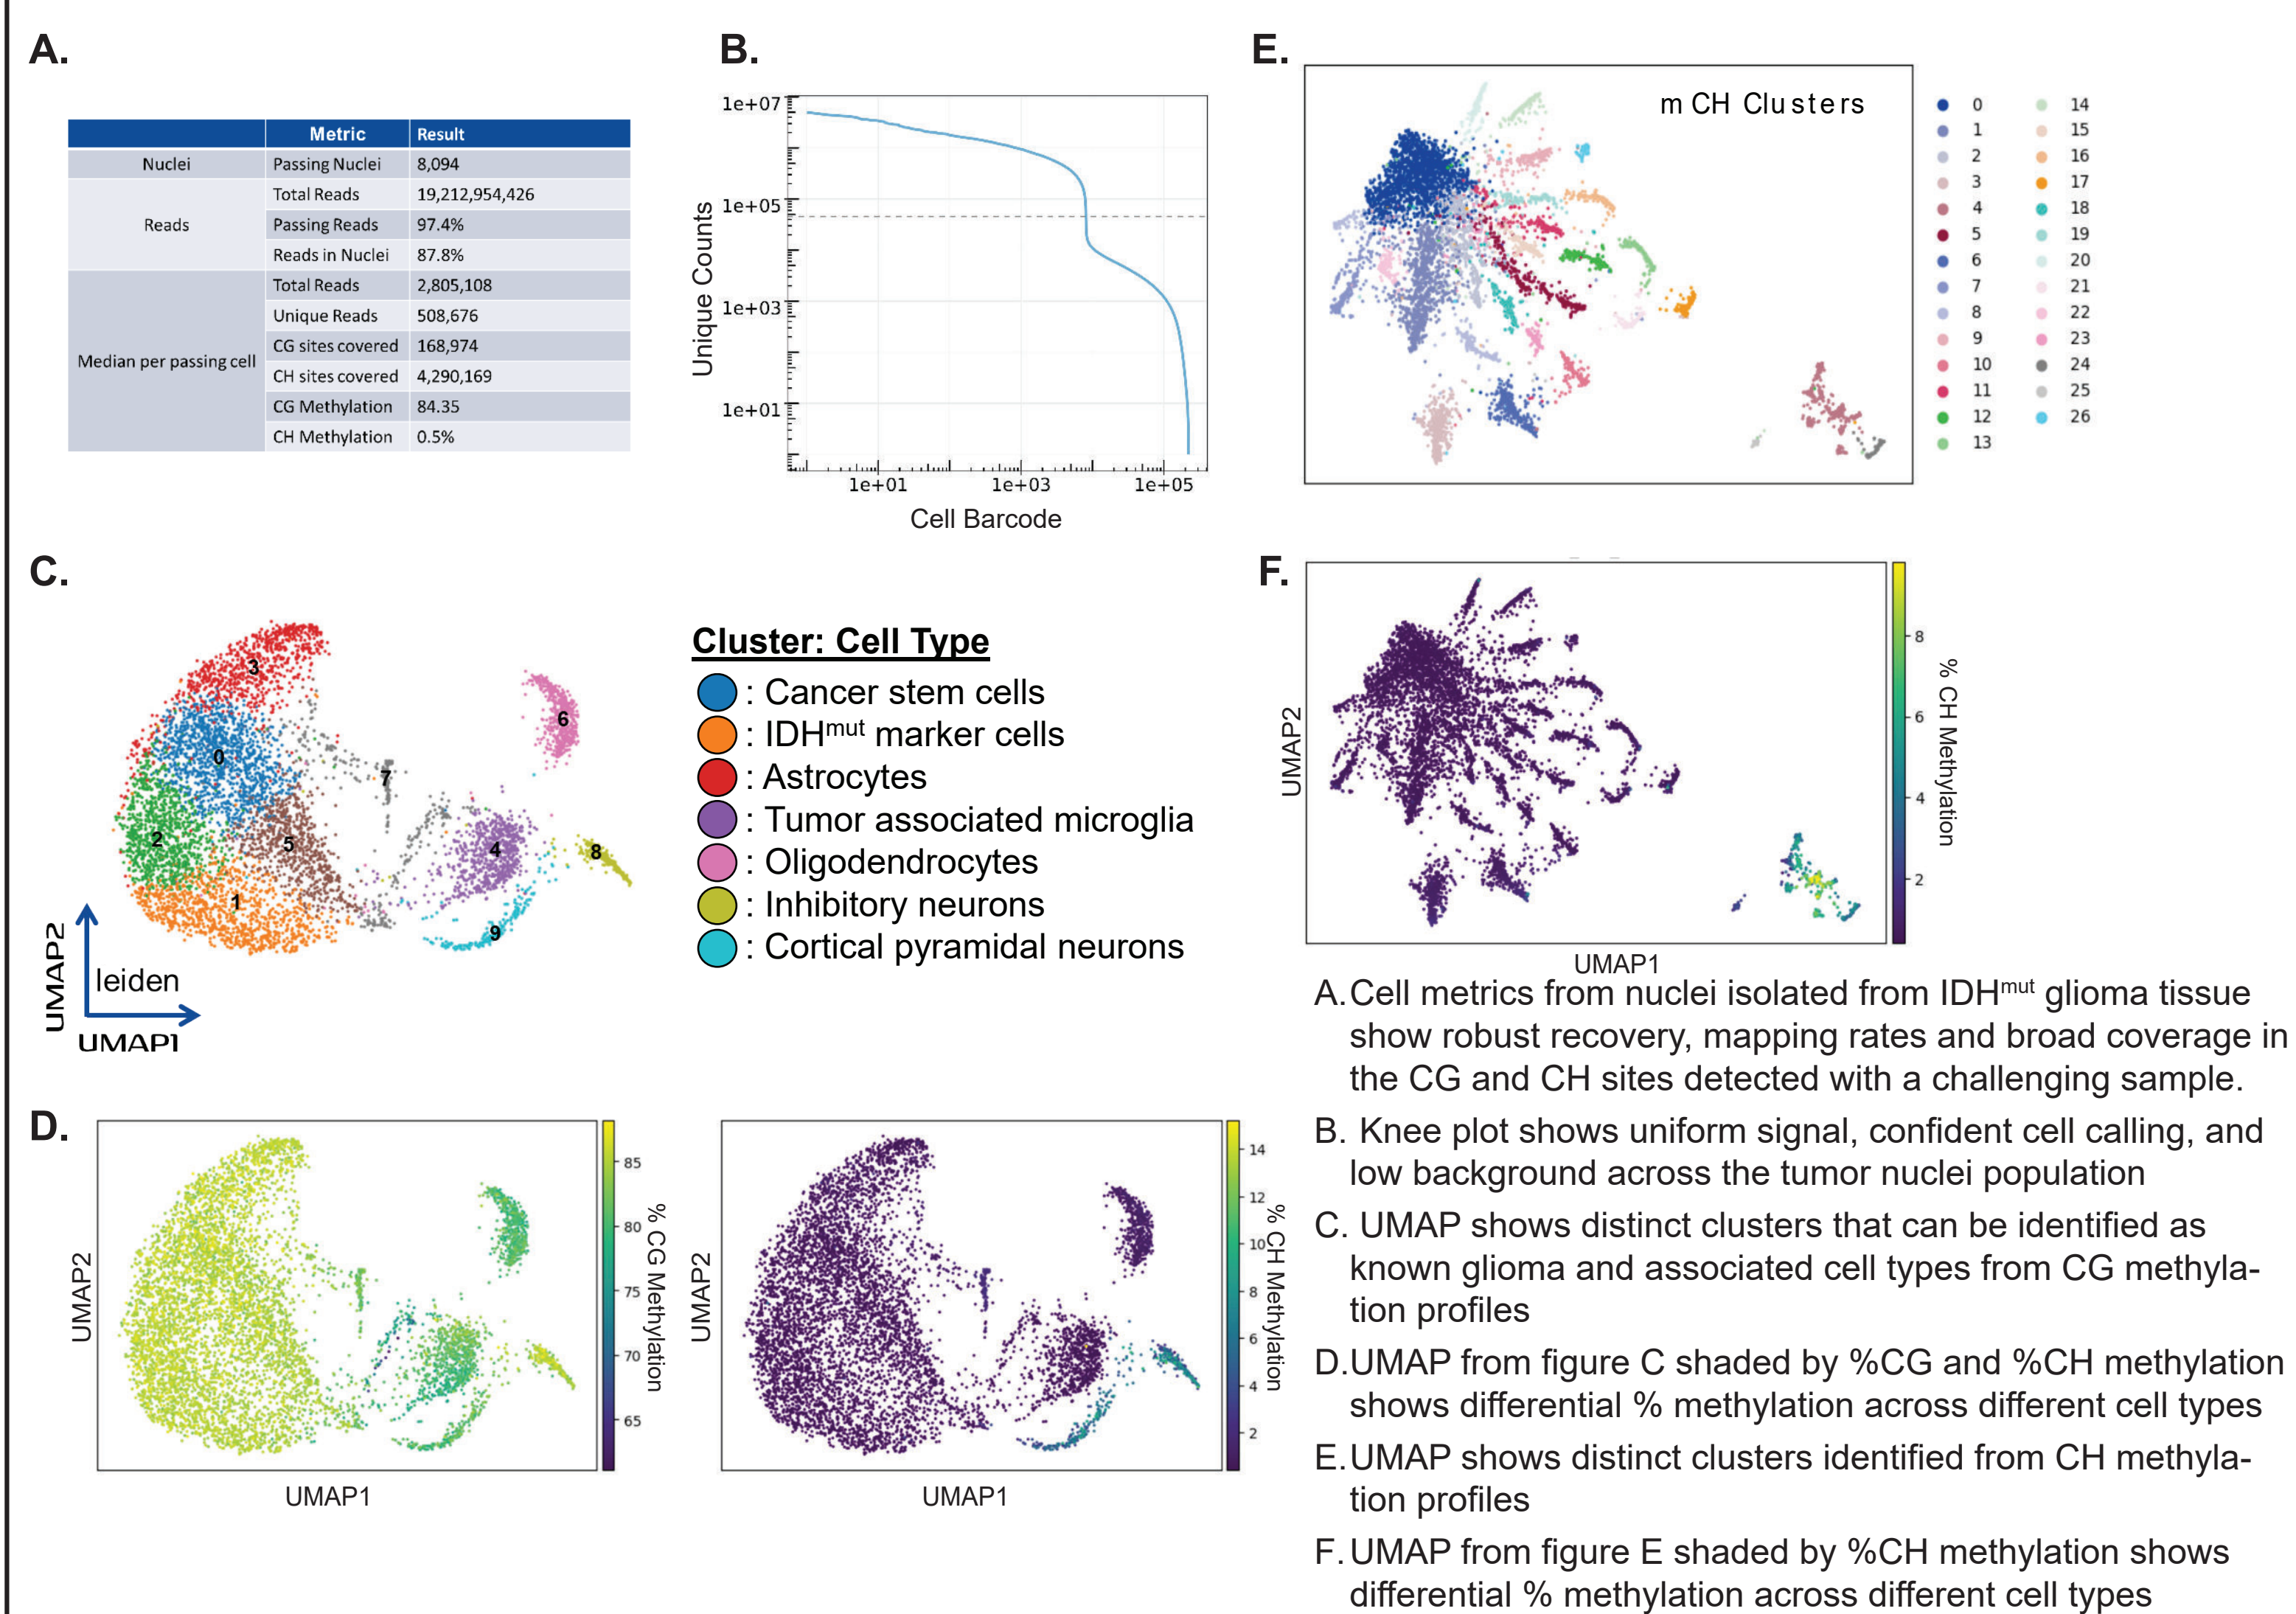 A.
Metric Result
Nuclei Passing Nuclei 8,094
Reads Total Reads 19,212,954,426
Passing Reads 97.4%
Reads in Nuclei 87.8%
Median per passing cell Total Reads 2,805,108
Unique Reads 508,676
CG sites covered 168,974
CH sites covered 4,290,169
CG Methylation 84.35
CH Methylation 0.5%
B.
1e+07
1e+05
1e+03
1e+01
Unique Counts
1e+01 1e+03 1e+05
Cell Barcode
E.
mCH Clusters
0 14
1 15
2 16
3 17
4 18
5 19
6 20
7 21
8 22
9 23
10 24
11 25
12 26
13
C.
3
0
2
5
1
7
6
4
8
9
UMAP2
leiden
UMAP1
Cluster: Cell Type
: Cancer stem cells
: IDHmut marker cells
: Astrocytes
: Tumor associated microglia
: Oligodendrocytes
: Inhibitory neurons
: Cortical pyramidal neurons
F.
UMAP2
UMAP1
8
6
4
2
% CH Methylation
D.
UMAP2
UMAP1
85
80
75
70
65
% CG Methylation
UMAP2
UMAP1
14
12
10
8
6
4
2
% CH Methylation
A. Cell metrics from nuclei isolated from IDHmut glioma tissue
show robust recovery, mapping rates and broad coverage in
the CG and CH sites detected with a challenging sample.
B. Knee plot shows uniform signal, confident cell calling, and
low background across the tumor nuclei population
C. UMAP shows distinct clusters that can be identified as
known glioma and associated cell types from CG methyla-
tion profiles
D. UMAP from figure C shaded by %CG and %CH methylation
shows differential % methylation across different cell types
E. UMAP shows distinct clusters identified from CH methyla-
tion profiles
F. UMAP from figure E shaded by %CH methylation shows
differential % methylation across different cell types